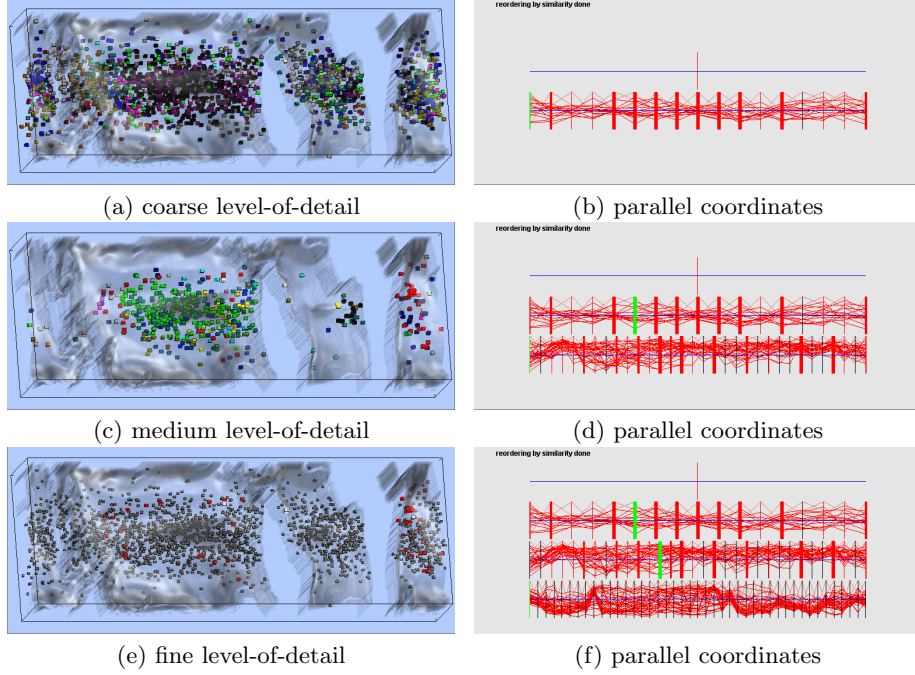 reordering by similarity done
(a) coarse level-of-detail
(b) parallel coordinates
reordering by similarity done
(c) medium level-of-detail
(d) parallel coordinates
reordering by similarity done
(e) fine level-of-detail
(f) parallel coordinates